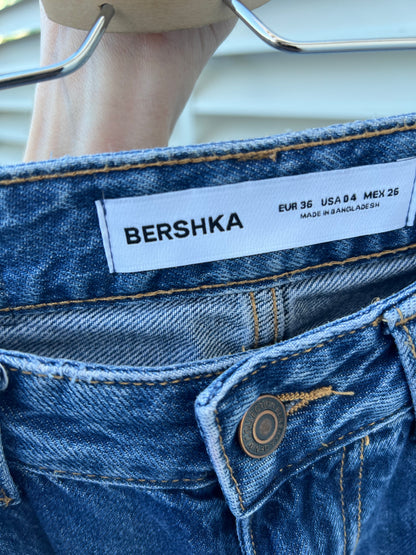 BERSHKA
EUR 36 USA 04 MEX 26
MADE IN BANGLADESH